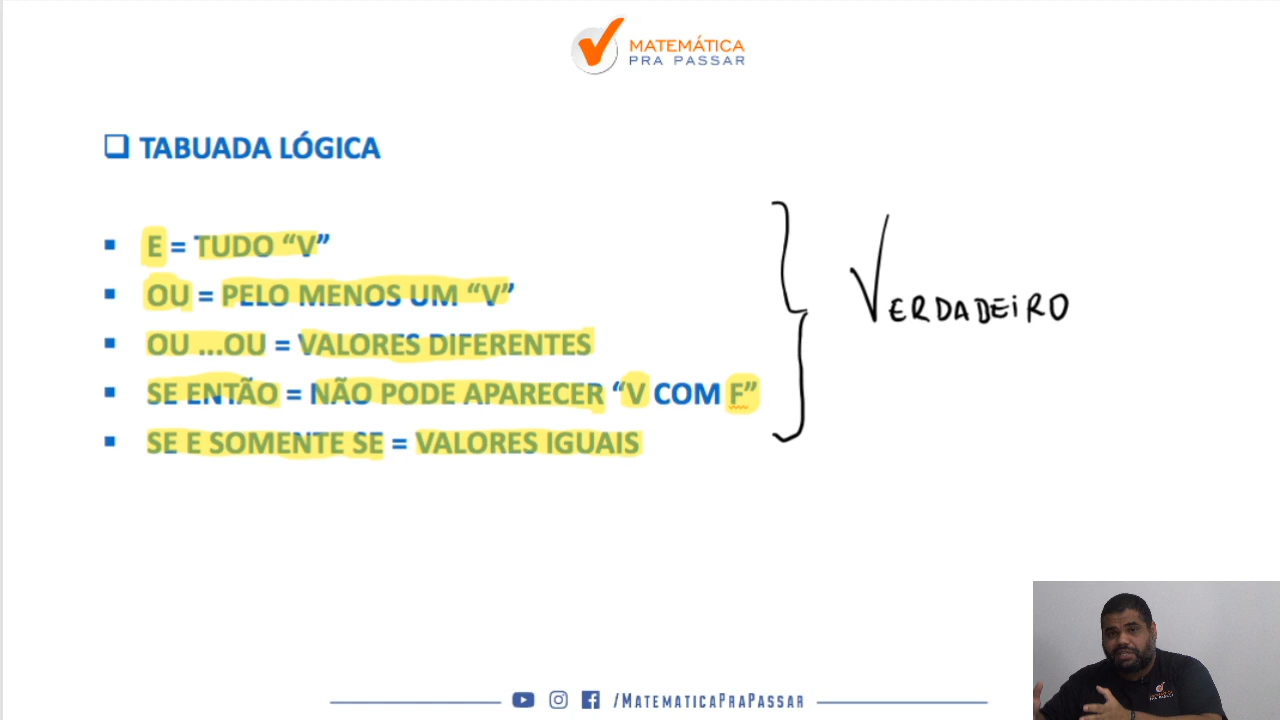 MATEMÁTICA
PRA PASSAR
TABUADA LÓGICA
E = TUDO “V”
OU = PELO MENOS UM “V”
OU ...OU = VALORES DIFERENTES
SE ENTÃO = NÃO PODE APARECER “V COM F”
SE E SOMENTE SE = VALORES IGUAIS
VERDADEIRO
/MATEMATICAPRAPASSAR